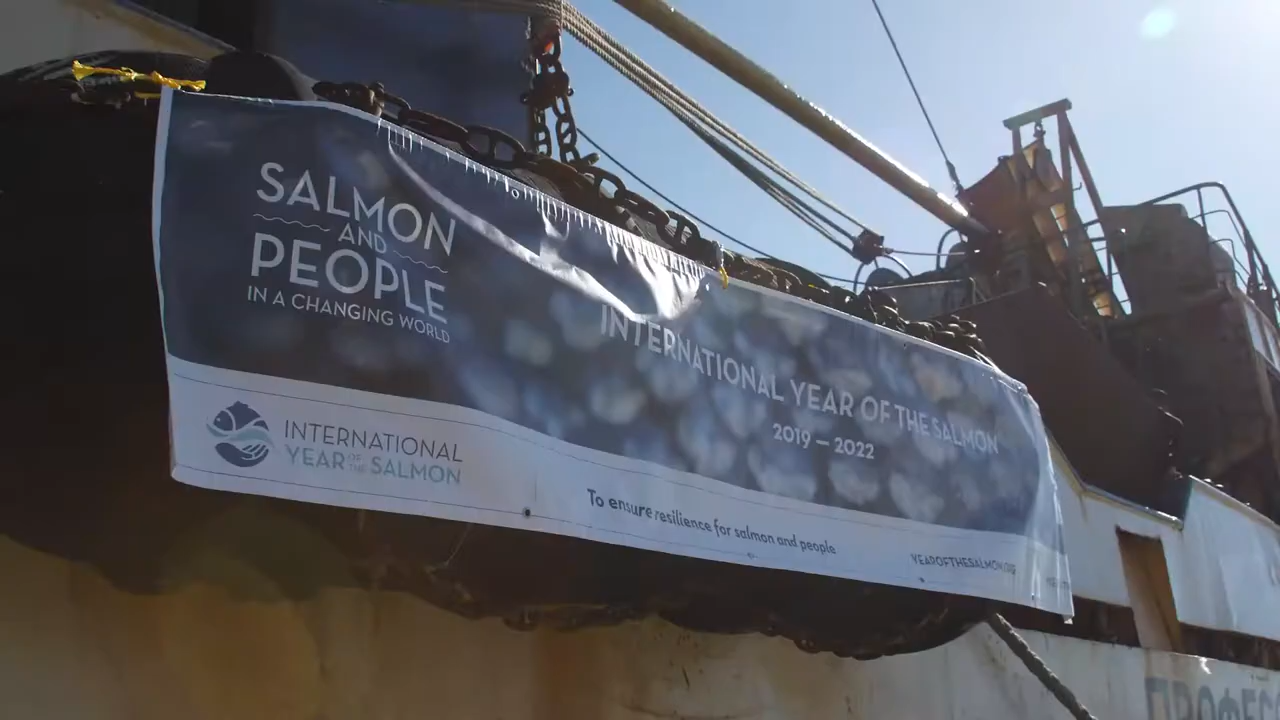 SALMON
AND
PEOPLE
IN A CHANGING WORLD
INTERNATIONAL YEAR OF THE SALMON
2019 – 2022
INTERNATIONAL
YEAR OF THE SALMON
To ensure resilience for salmon and people
YEAROFTHESALMON.ORG
ПРОФЕС